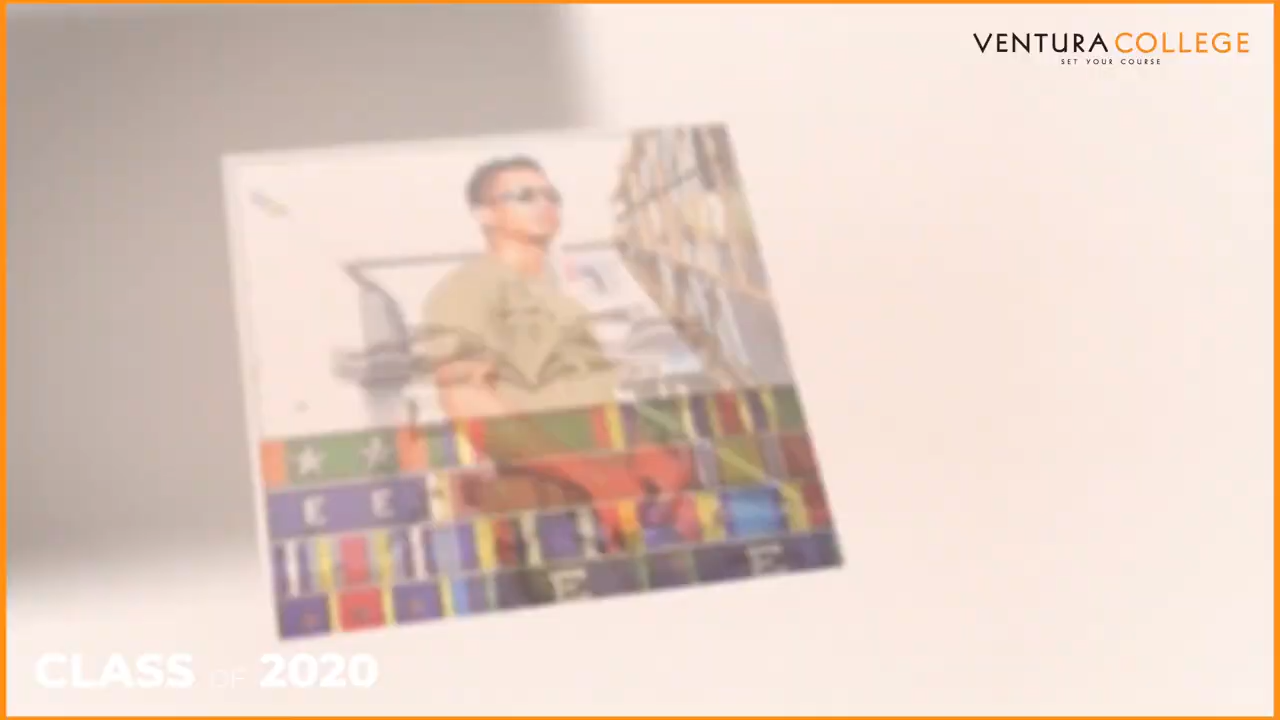 VENTURA COLLEGE
SET YOUR COURSE
E E
E E
CLASS OF 2020